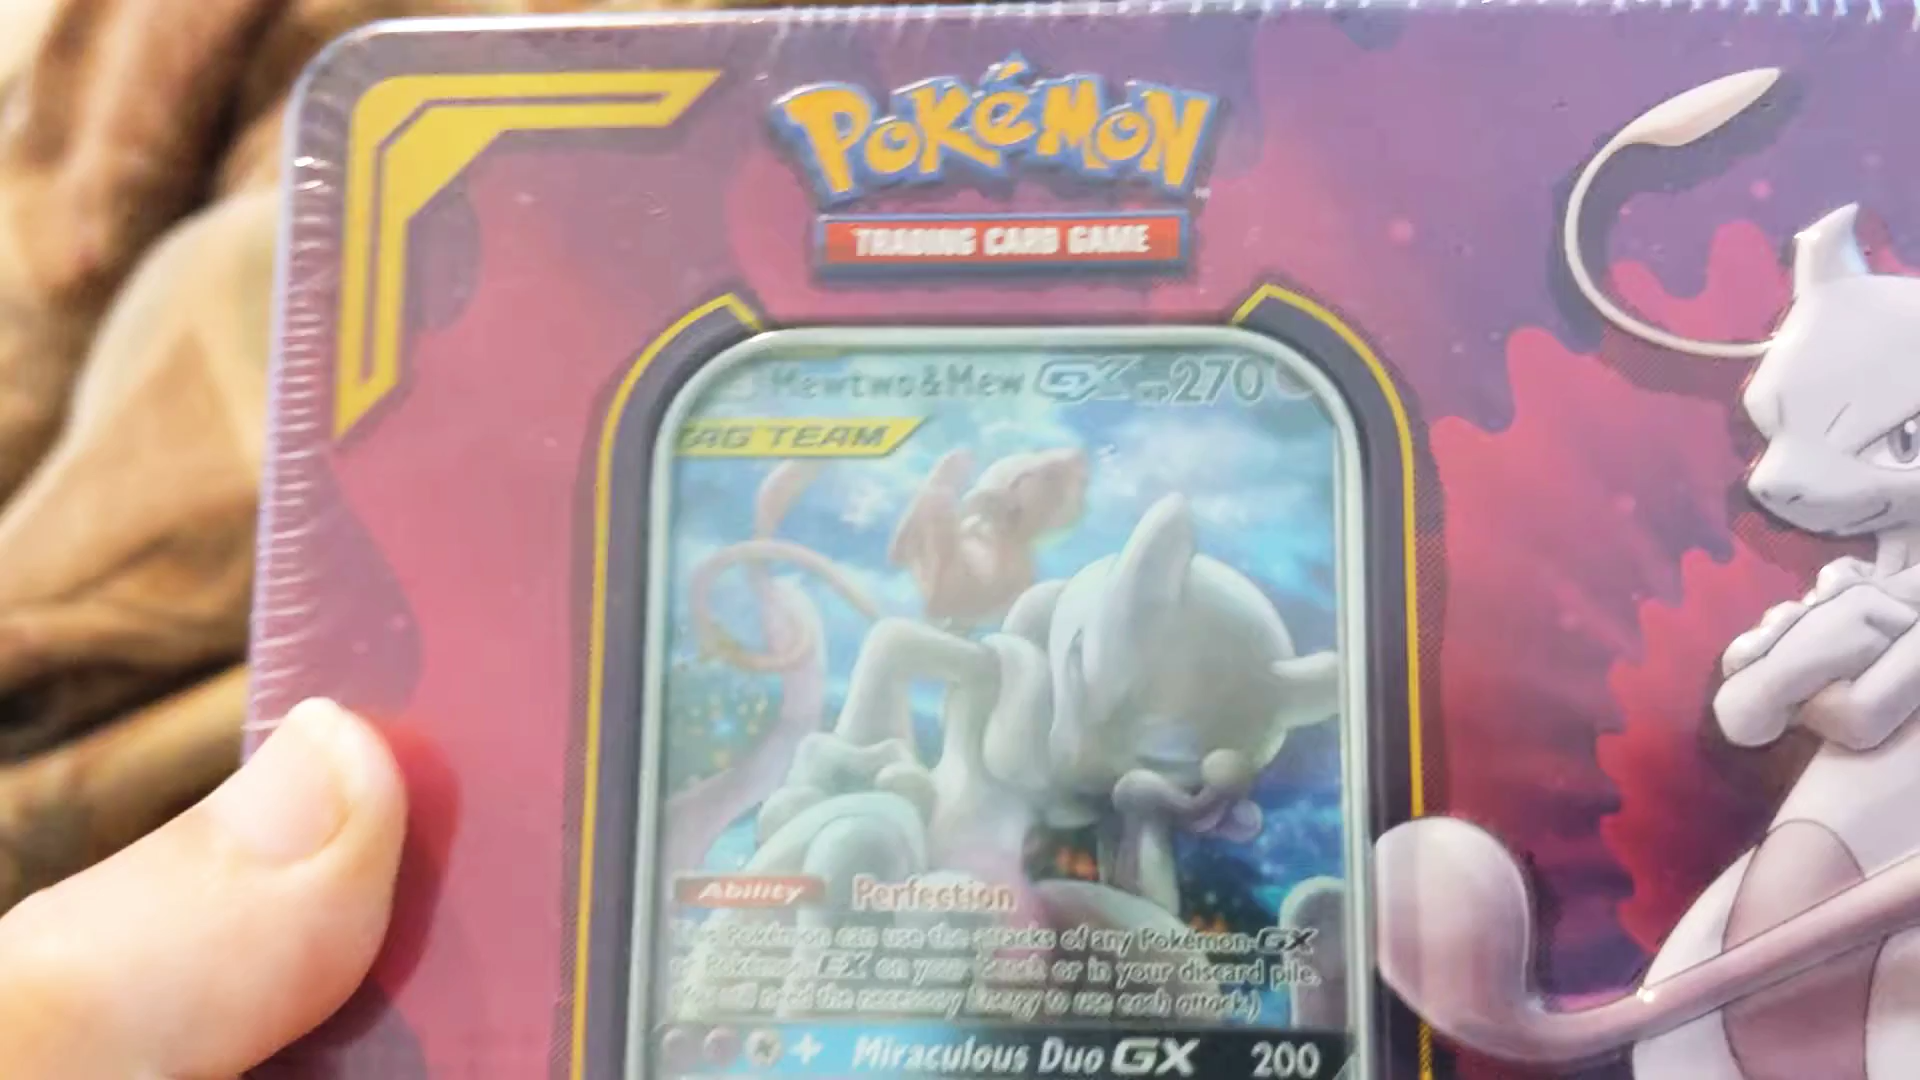 POKéMON
TRADING CARD GAME
Mewtwo&Mew GX HP 270
TAG TEAM
Ability Perfection
Pokémon can use the attacks of any Pokémon-GX
or Pokémon-EX on your Bench or in your discard pile.
(You still need the necessary Energy to use each attack.)
+ Miraculous Duo GX 200